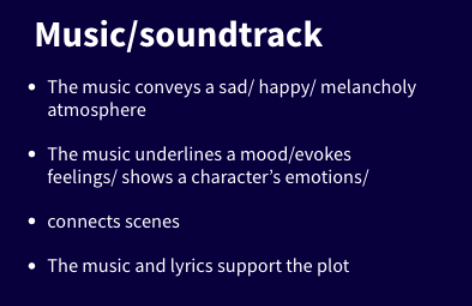 Music/soundtrack
• The music conveys a sad/ happy/ melancholy
atmosphere
• The music underlines a mood/evokes
feelings/ shows a character’s emotions/
• connects scenes
• The music and lyrics support the plot